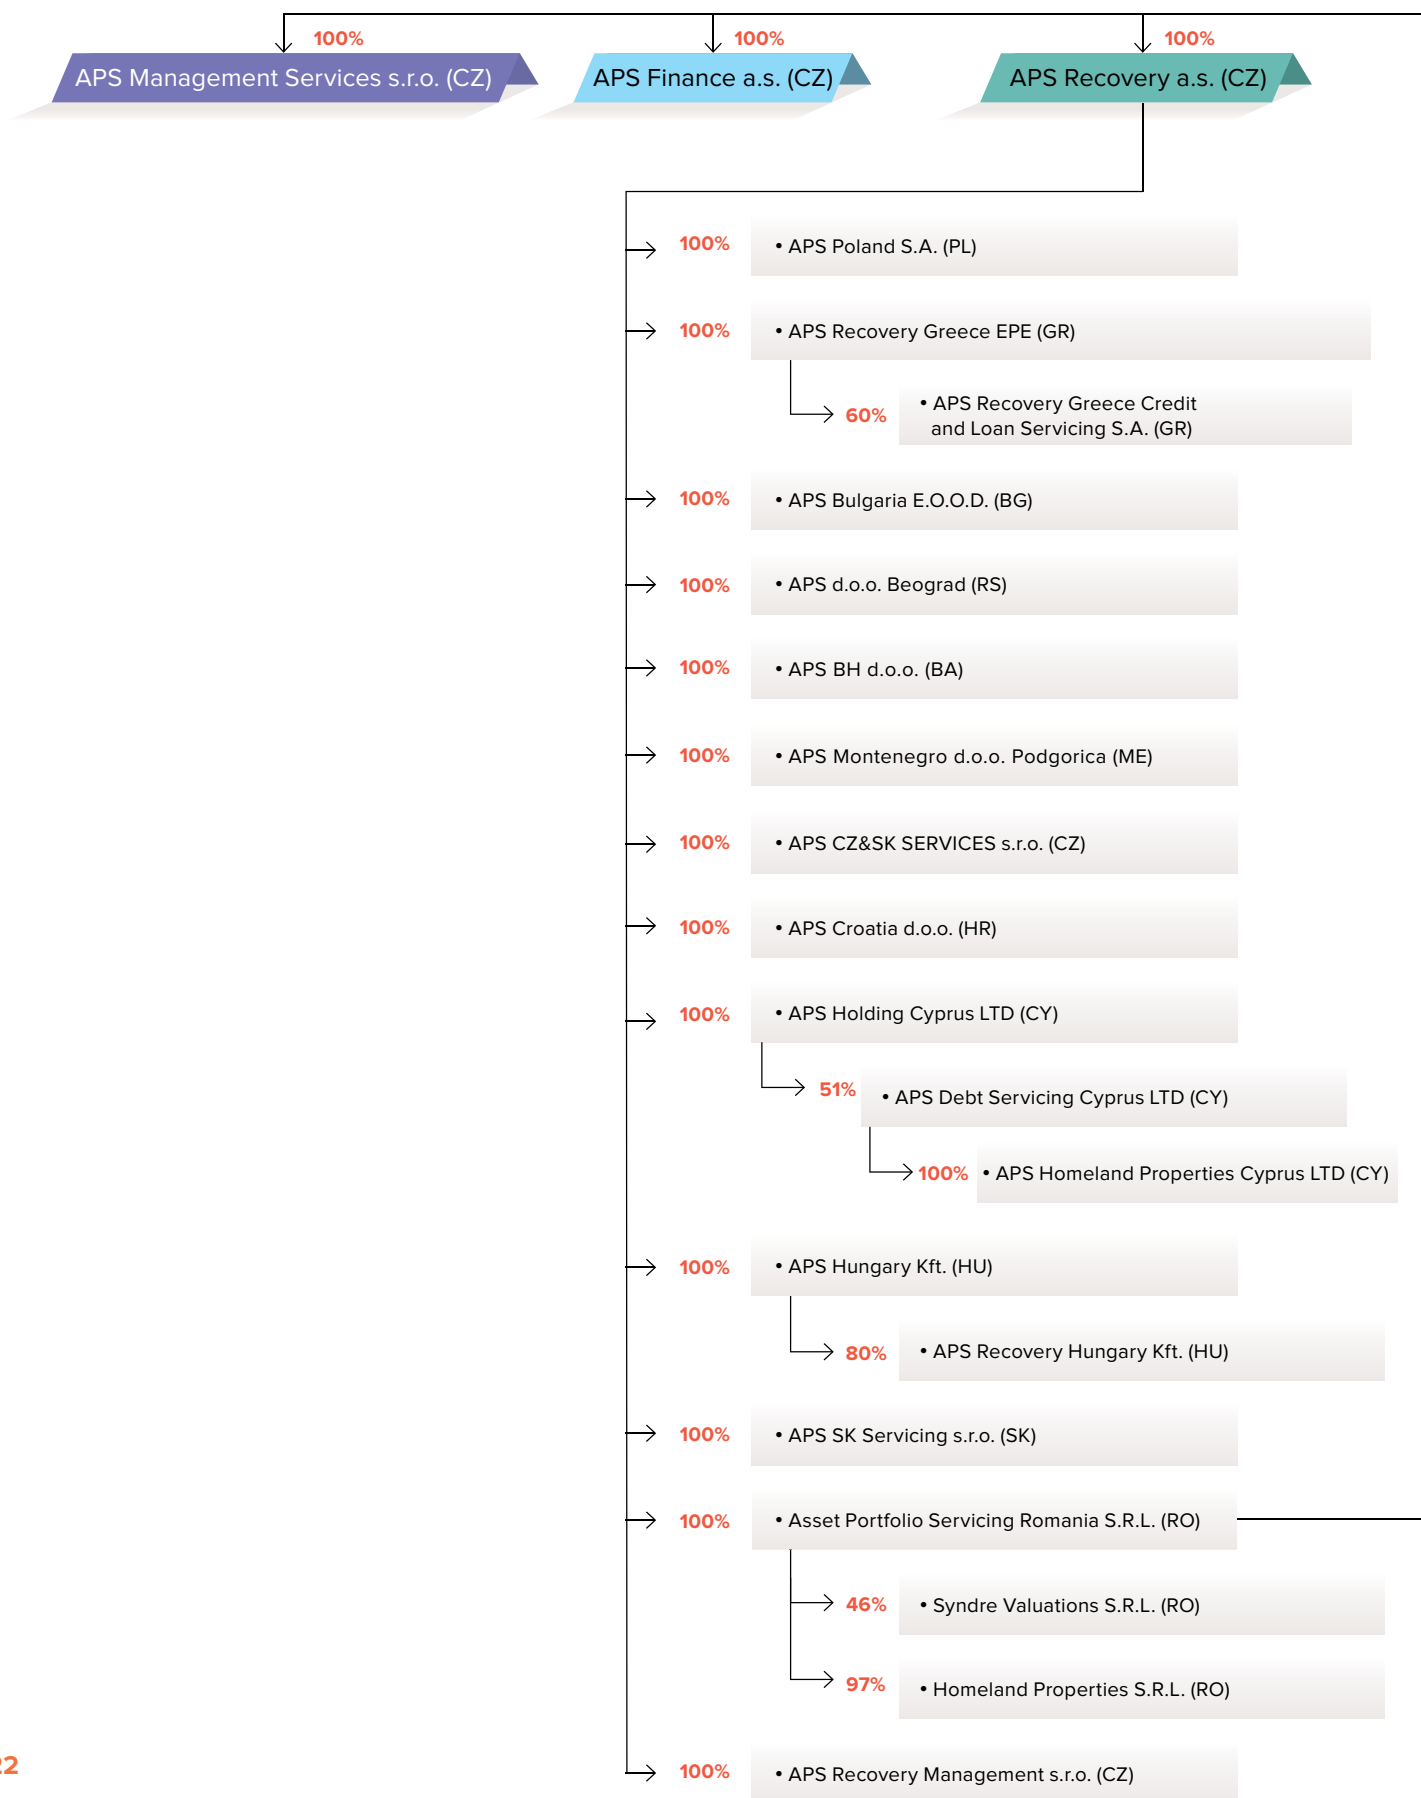 100%
100%
100%
APS Management Services s.r.o. (CZ)
APS Finance a.s. (CZ)
APS Recovery a.s. (CZ)
100% • APS Poland S.A. (PL)
100% • APS Recovery Greece EPE (GR)
60% • APS Recovery Greece Credit
and Loan Servicing S.A. (GR)
100% • APS Bulgaria E.O.O.D. (BG)
100% • APS d.o.o. Beograd (RS)
100% • APS BH d.o.o. (BA)
100% • APS Montenegro d.o.o. Podgorica (ME)
100% • APS CZ&SK SERVICES s.r.o. (CZ)
100% • APS Croatia d.o.o. (HR)
100% • APS Holding Cyprus LTD (CY)
51% • APS Debt Servicing Cyprus LTD (CY)
100% • APS Homeland Properties Cyprus LTD (CY)
100% • APS Hungary Kft. (HU)
80% • APS Recovery Hungary Kft. (HU)
100% • APS SK Servicing s.r.o. (SK)
100% • Asset Portfolio Servicing Romania S.R.L. (RO)
46% • Syndre Valuations S.R.L. (RO)
97% • Homeland Properties S.R.L. (RO)
100% • APS Recovery Management s.r.o. (CZ)
22